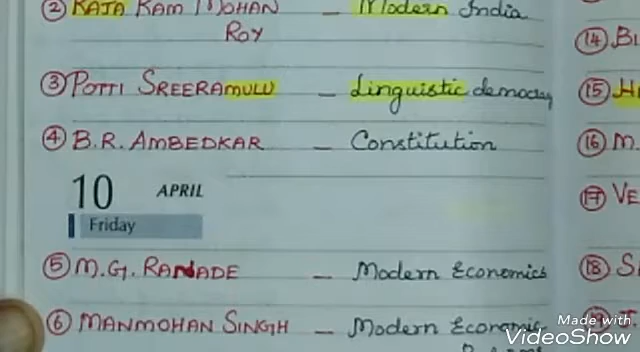 ② RAJA RAM MOHAN — Modern India
ROY
③ POTTI SREERAMULU — Linguistic democracy
④ B.R. AMBEDKAR — Constitution
10 APRIL
Friday
⑤ M.G. RANADE — Modern Economics
⑥ MANMOHAN SINGH — Modern Economic
⑭
⑮
⑯ M.
⑰ VE
⑱ S
Made with
VideoShow